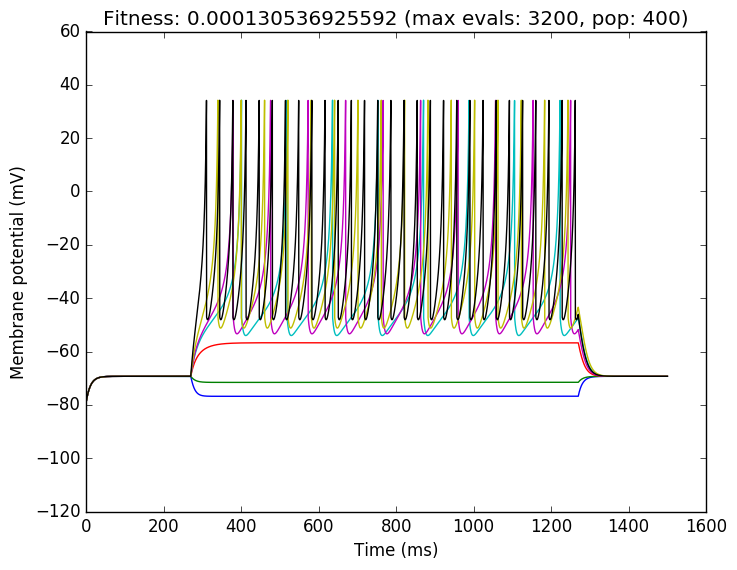 Fitness: 0.000130536925592 (max evals: 3200, pop: 400)
60
40
20
0
−20
−40
−60
−80
−100
−120
Membrane potential (mV)
0 200 400 600 800 1000 1200 1400 1600
Time (ms)